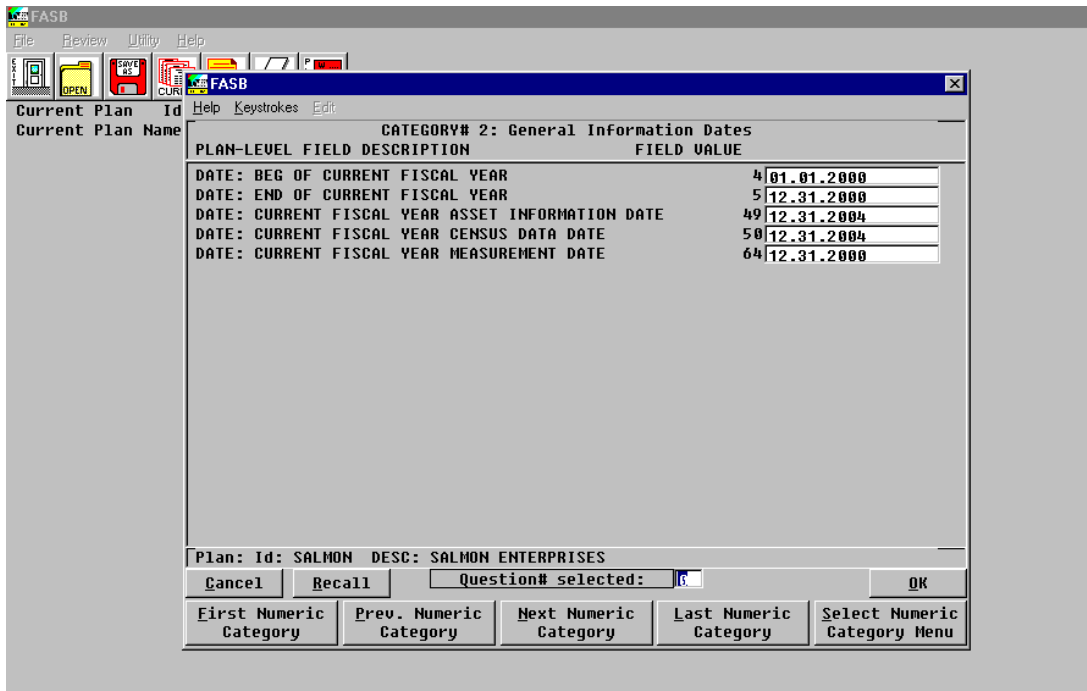 FASB
File Review Utility Help
EXIT OPEN SAVE AS
FASB
Current Plan Id
Help Keystrokes Edit
Current Plan Name
CATEGORY# 2: General Information Dates
PLAN-LEVEL FIELD DESCRIPTION FIELD VALUE
DATE: BEG OF CURRENT FISCAL YEAR 4 01.01.2000
DATE: END OF CURRENT FISCAL YEAR 5 12.31.2000
DATE: CURRENT FISCAL YEAR ASSET INFORMATION DATE 49 12.31.2004
DATE: CURRENT FISCAL YEAR CENSUS DATA DATE 50 12.31.2004
DATE: CURRENT FISCAL YEAR MEASUREMENT DATE 64 12.31.2000
Plan: Id: SALMON DESC: SALMON ENTERPRISES
Cancel Recall Question# selected: OK
First Numeric Category Prev. Numeric Category Next Numeric Category Last Numeric Category Select Numeric Category Menu